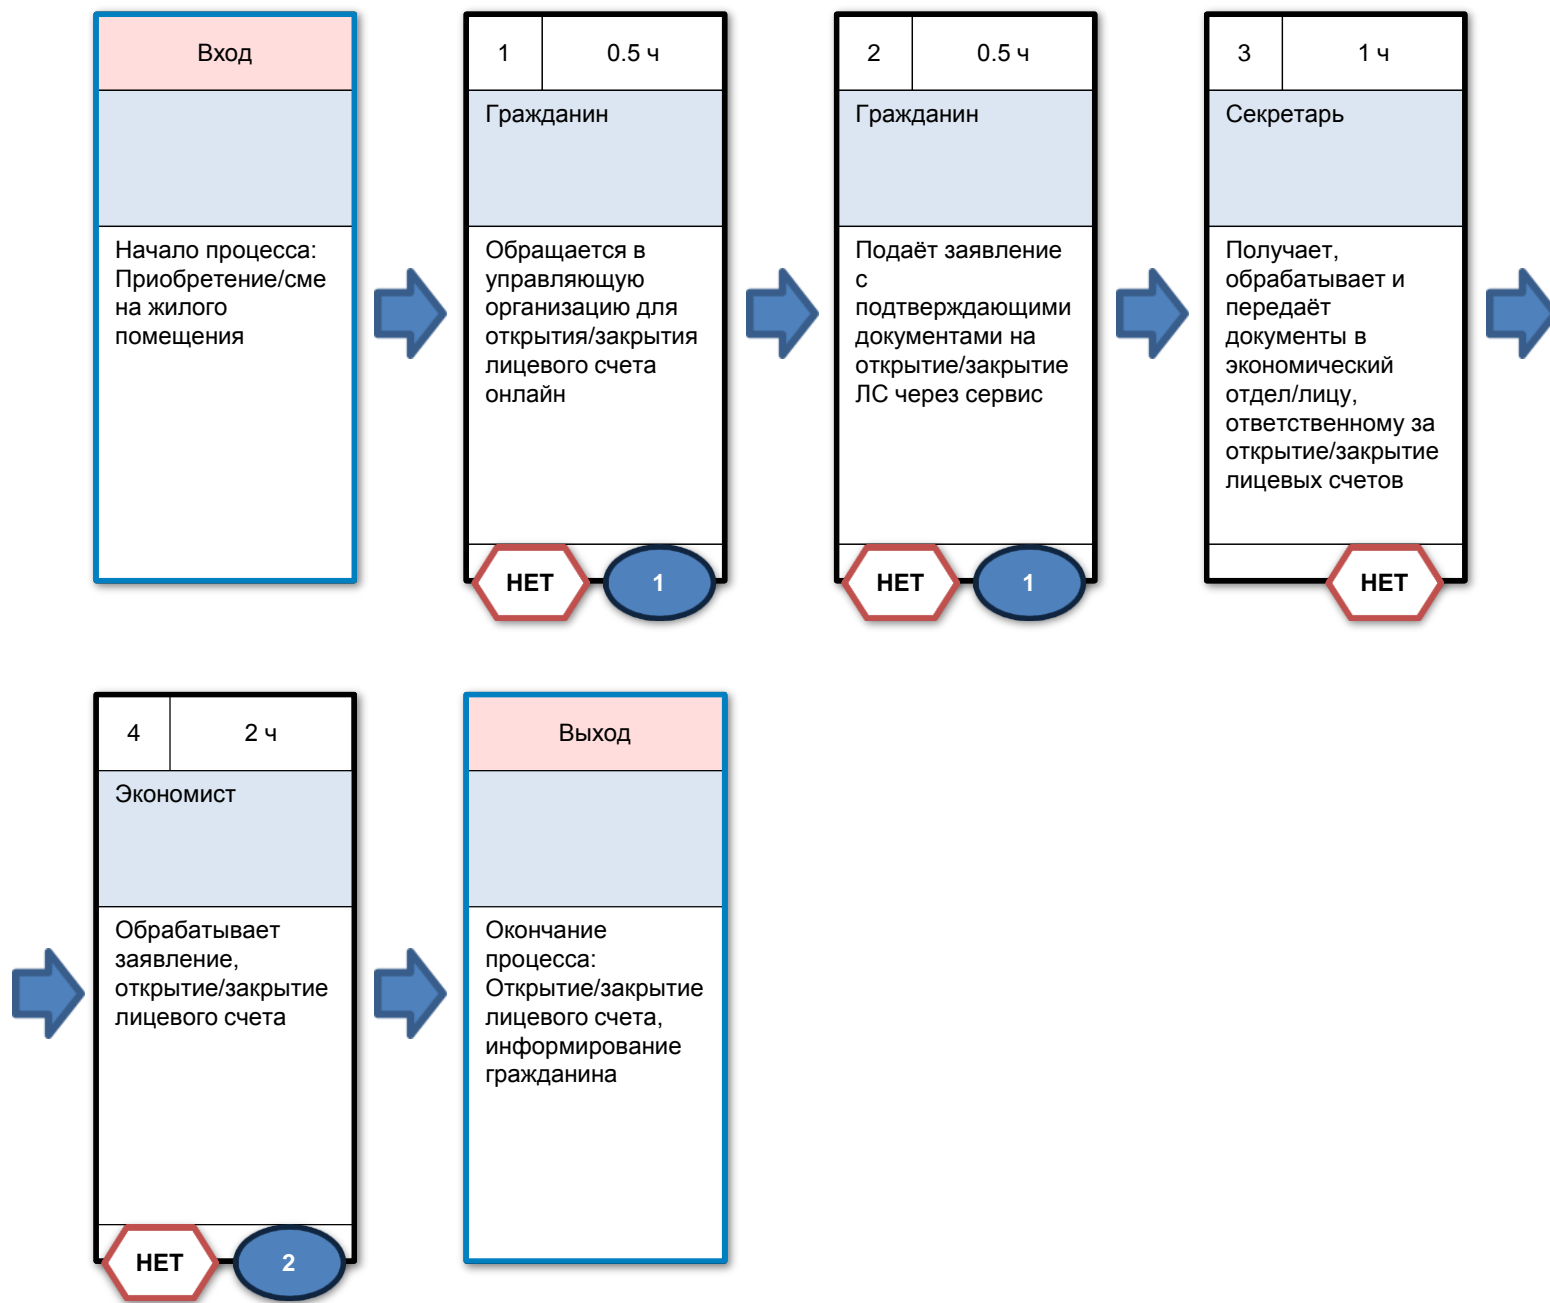 Вход
Начало процесса:
Приобретение/сме
на жилого
помещения
1
0.5 ч
Гражданин
Обращается в
управляющую
организацию для
открытия/закрытия
лицевого счета
онлайн
НЕТ
1
2
0.5 ч
Гражданин
Подаёт заявление
с
подтверждающими
документами на
открытие/закрытие
ЛС через сервис
НЕТ
1
3
1 ч
Секретарь
Получает,
обрабатывает и
передаёт
документы в
экономический
отдел/лицу,
ответственному за
открытие/закрытие
лицевых счетов
НЕТ
4
2 ч
Экономист
Обрабатывает
заявление,
открытие/закрытие
лицевого счета
НЕТ
2
Выход
Окончание
процесса:
Открытие/закрытие
лицевого счета,
информирование
гражданина